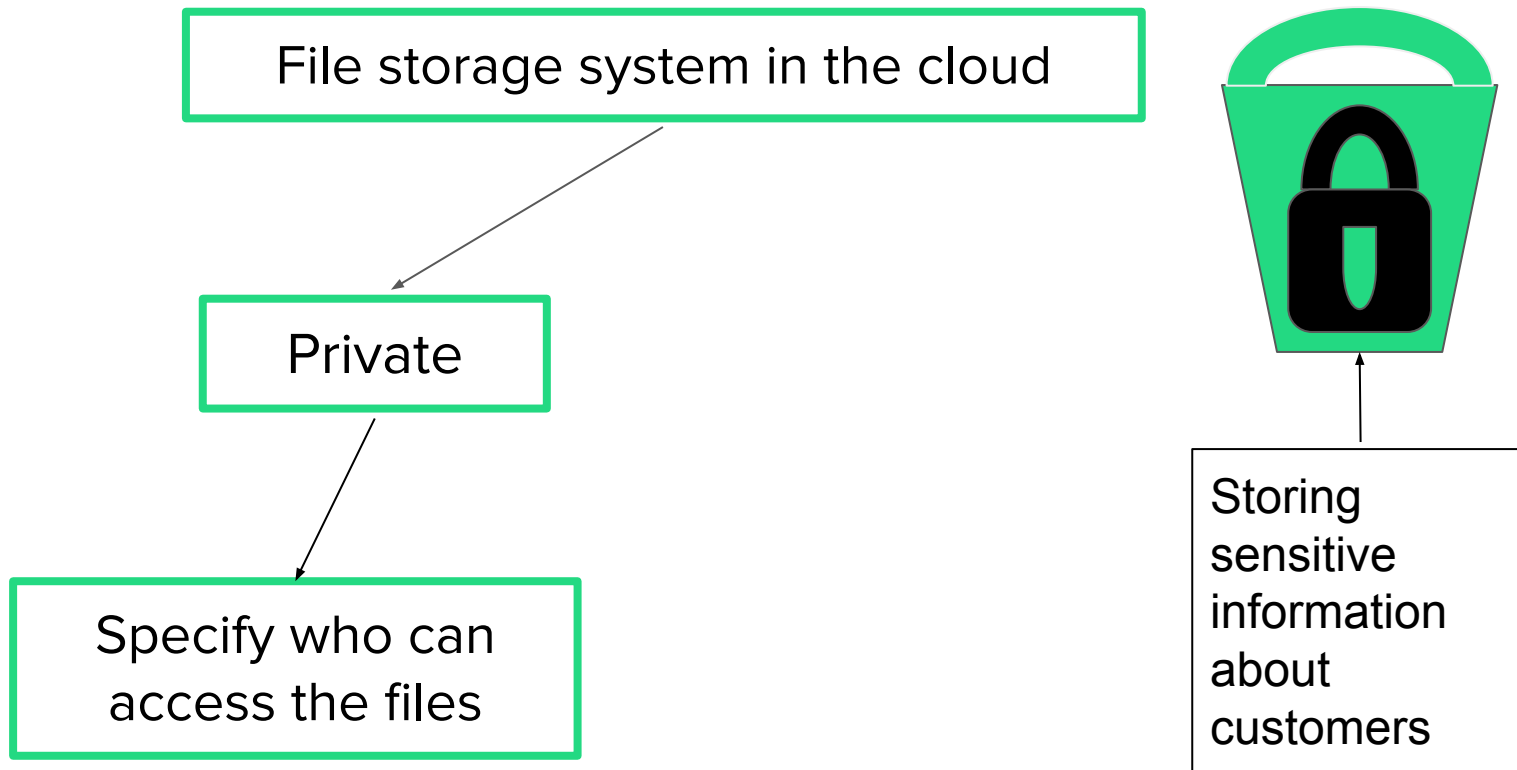 File storage system in the cloud
Private
Specify who can
access the files
Storing
sensitive
information
about
customers